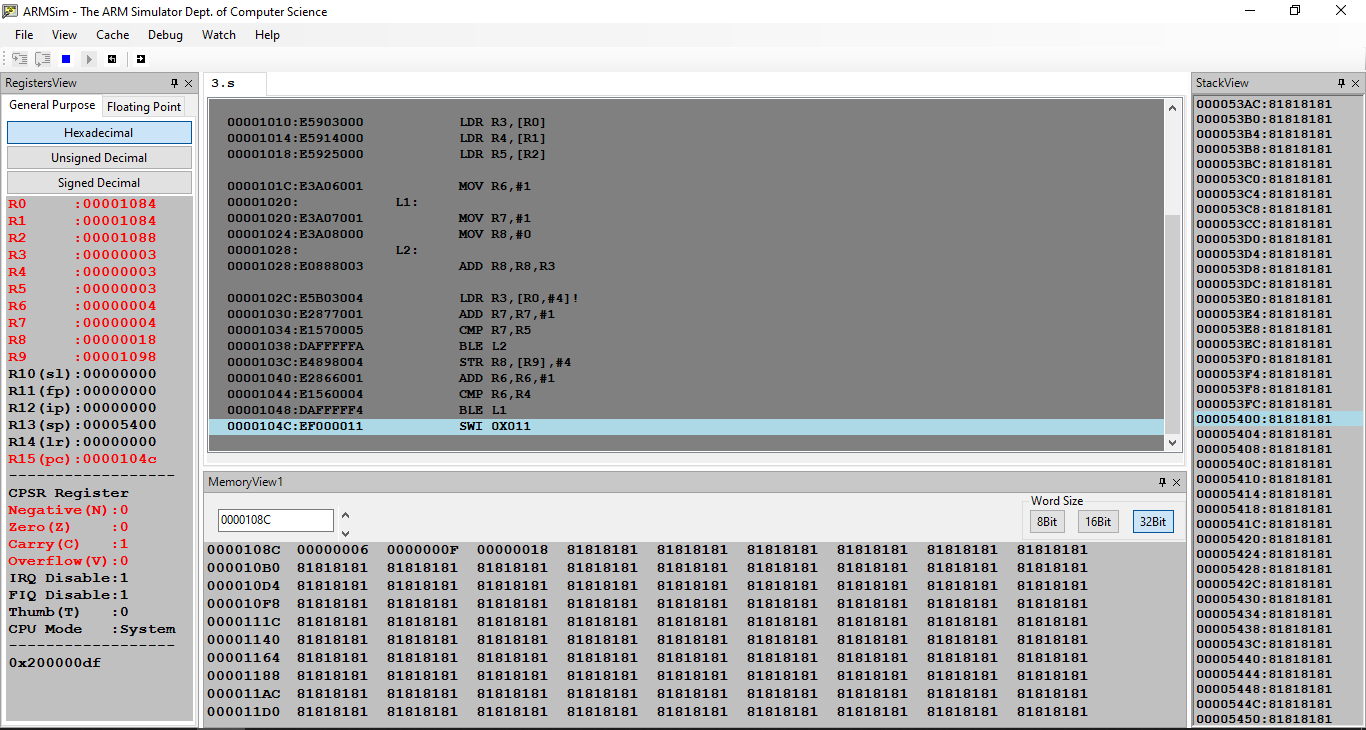 ARMSim - The ARM Simulator Dept. of Computer Science
File View Cache Debug Watch Help
RegistersView
General Purpose Floating Point
Hexadecimal
Unsigned Decimal
Signed Decimal
R0 :00001084
R1 :00001084
R2 :00001088
R3 :00000003
R4 :00000003
R5 :00000003
R6 :00000004
R7 :00000004
R8 :00000018
R9 :00001098
R10(sl):00000000
R11(fp):00000000
R12(ip):00000000
R13(sp):00005400
R14(lr):00000000
R15(pc):0000104c
------------------
CPSR Register
Negative(N):0
Zero(Z) :0
Carry(C) :1
Overflow(V):0
IRQ Disable:1
FIQ Disable:1
Thumb(T) :0
CPU Mode :System
------------------
0x200000df
3.s
00001010:E5903000 LDR R3,[R0]
00001014:E5914000 LDR R4,[R1]
00001018:E5925000 LDR R5,[R2]
0000101C:E3A06001 MOV R6,#1
00001020: L1:
00001020:E3A07001 MOV R7,#1
00001024:E3A08000 MOV R8,#0
00001028: L2:
00001028:E0888003 ADD R8,R8,R3
0000102C:E5B03004 LDR R3,[R0,#4]!
00001030:E2877001 ADD R7,R7,#1
00001034:E1570005 CMP R7,R5
00001038:DAFFFFFA BLE L2
0000103C:E4898004 STR R8,[R9],#4
00001040:E2866001 ADD R6,R6,#1
00001044:E1560004 CMP R6,R4
00001048:DAFFFFF4 BLE L1
0000104C:EF000011 SWI 0X011
MemoryView1
0000108C
Word Size
8Bit 16Bit 32Bit
0000108C 00000006 0000000F 00000018 81818181 81818181 81818181 81818181 81818181 81818181
000010B0 81818181 81818181 81818181 81818181 81818181 81818181 81818181 81818181 81818181
000010D4 81818181 81818181 81818181 81818181 81818181 81818181 81818181 81818181 81818181
000010F8 81818181 81818181 81818181 81818181 81818181 81818181 81818181 81818181 81818181
0000111C 81818181 81818181 81818181 81818181 81818181 81818181 81818181 81818181 81818181
00001140 81818181 81818181 81818181 81818181 81818181 81818181 81818181 81818181 81818181
00001164 81818181 81818181 81818181 81818181 81818181 81818181 81818181 81818181 81818181
00001188 81818181 81818181 81818181 81818181 81818181 81818181 81818181 81818181 81818181
000011AC 81818181 81818181 81818181 81818181 81818181 81818181 81818181 81818181 81818181
000011D0 81818181 81818181 81818181 81818181 81818181 81818181 81818181 81818181 81818181
StackView
000053AC:81818181
000053B0:81818181
000053B4:81818181
000053B8:81818181
000053BC:81818181
000053C0:81818181
000053C4:81818181
000053C8:81818181
000053CC:81818181
000053D0:81818181
000053D4:81818181
000053D8:81818181
000053DC:81818181
000053E0:81818181
000053E4:81818181
000053E8:81818181
000053EC:81818181
000053F0:81818181
000053F4:81818181
000053F8:81818181
000053FC:81818181
00005400:81818181
00005404:81818181
00005408:81818181
0000540C:81818181
00005410:81818181
00005414:81818181
00005418:81818181
0000541C:81818181
00005420:81818181
00005424:81818181
00005428:81818181
0000542C:81818181
00005430:81818181
00005434:81818181
00005438:81818181
0000543C:81818181
00005440:81818181
00005444:81818181
00005448:81818181
0000544C:81818181
00005450:81818181